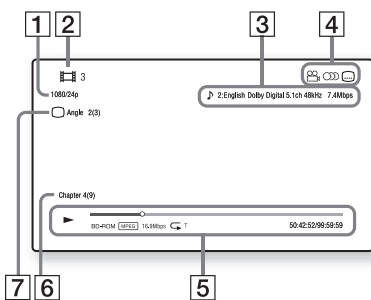 1 2 3 4
3
1080/24p
2:English Dolby Digital 5.1ch 48kHz 7.4Mbps
Angle 2(3)
Chapter 4(9)
BD-ROM MPEG 16.9Mbps T 50:42:52/99:59:59
7 6 5